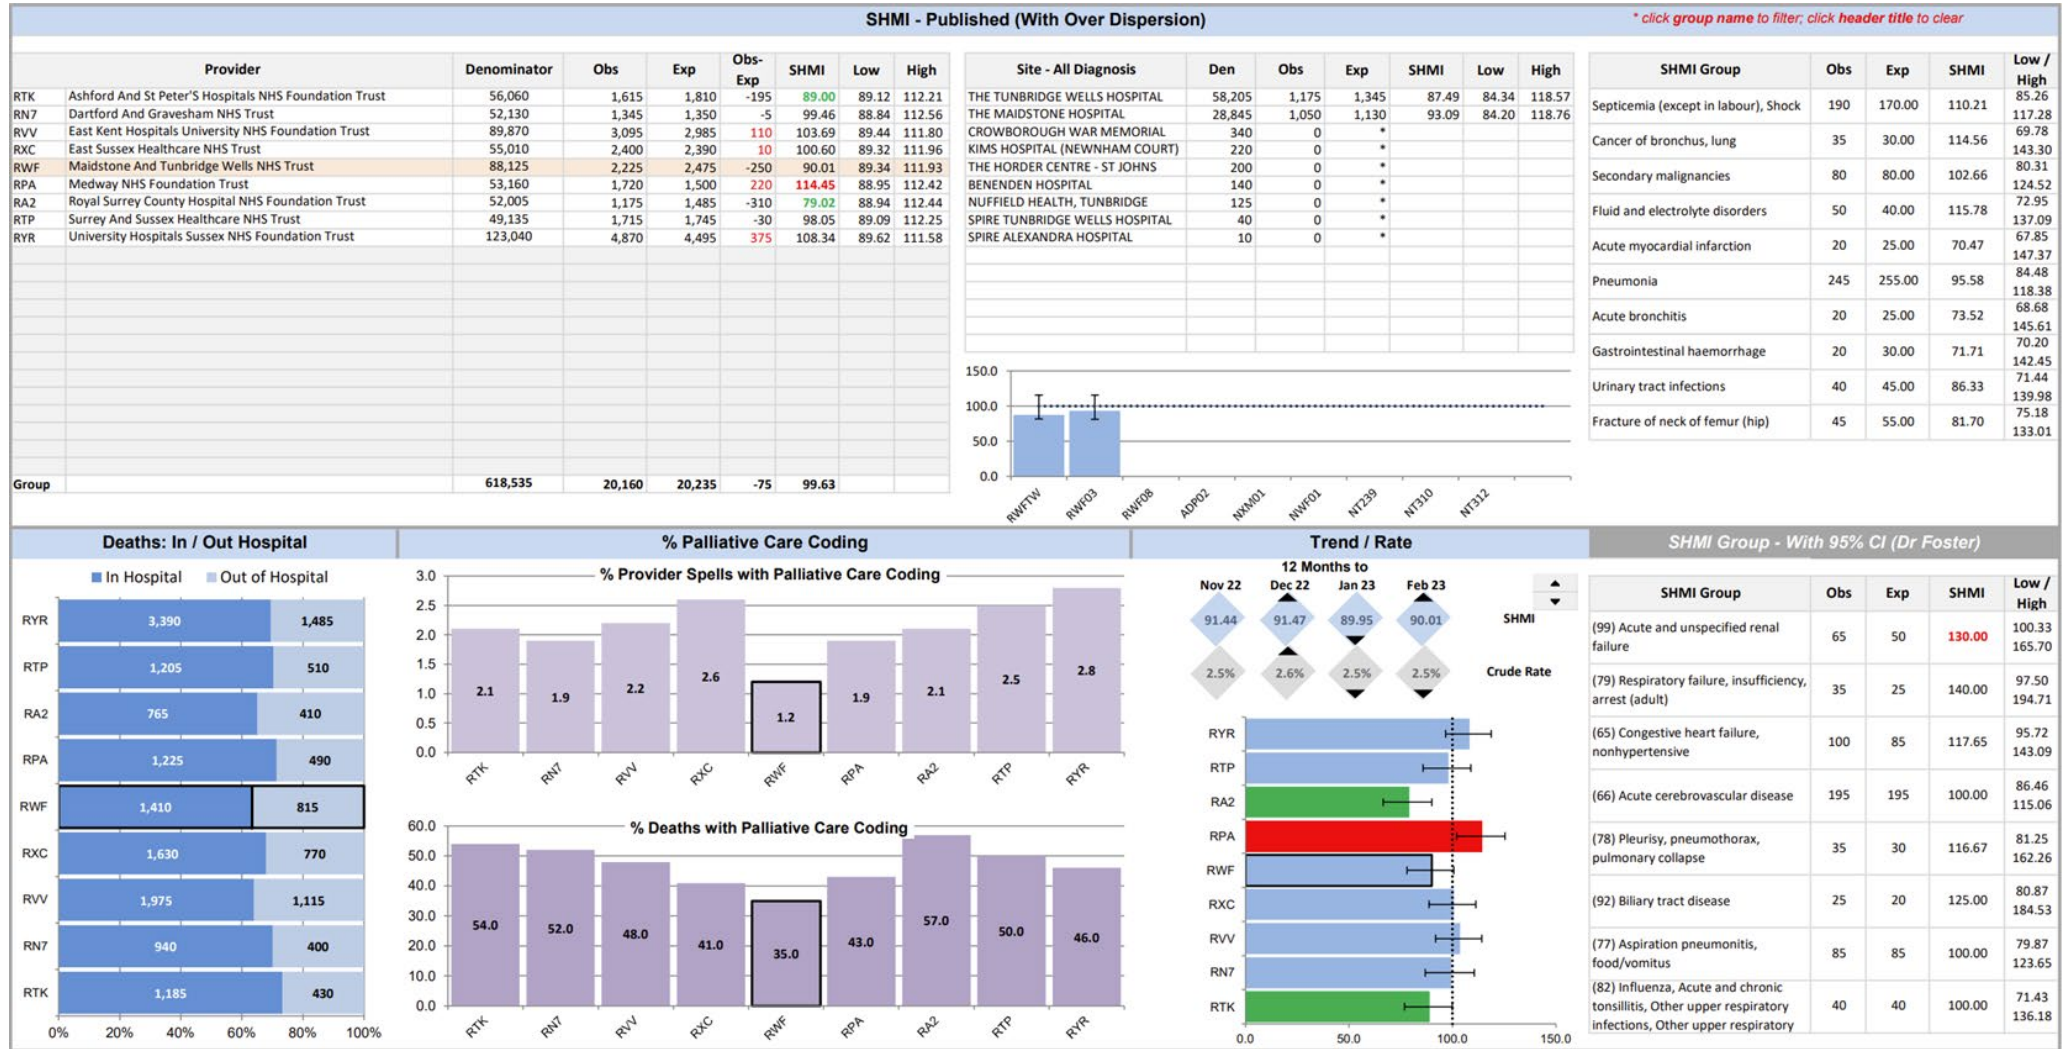 SHMI - Published (With Over Dispersion)
* click group name to filter; click header title to clear
Provider Denominator Obs Exp Obs-Exp SHMI Low High
RTK Ashford And St Peter'S Hospitals NHS Foundation Trust 56,060 1,615 1,810 -195 89.00 89.12 112.21
RN7 Dartford And Gravesham NHS Trust 52,130 1,345 1,350 -5 99.46 88.84 112.56
RVV East Kent Hospitals University NHS Foundation Trust 89,870 3,095 2,985 110 103.69 89.44 111.80
RXC East Sussex Healthcare NHS Trust 55,010 2,400 2,390 10 100.60 89.32 111.96
RWF Maidstone And Tunbridge Wells NHS Trust 88,125 2,225 2,475 -250 90.01 89.34 111.93
RPA Medway NHS Foundation Trust 53,160 1,720 1,500 220 114.45 88.95 112.42
RA2 Royal Surrey County Hospital NHS Foundation Trust 52,005 1,175 1,485 -310 79.02 88.94 112.44
RTP Surrey And Sussex Healthcare NHS Trust 49,135 1,715 1,745 -30 98.05 89.09 112.25
RYR University Hospitals Sussex NHS Foundation Trust 123,040 4,870 4,495 375 108.34 89.62 111.58
Group 618,535 20,160 20,235 -75 99.63
Site - All Diagnosis Den Obs Exp SHMI Low High
THE TUNBRIDGE WELLS HOSPITAL 58,205 1,175 1,345 87.49 84.34 118.57
THE MAIDSTONE HOSPITAL 28,845 1,050 1,130 93.09 84.20 118.76
CROWBOROUGH WAR MEMORIAL 340 0 *
KIMS HOSPITAL (NEWNHAM COURT) 220 0 *
THE HORDER CENTRE - ST JOHNS 200 0 *
BENENDEN HOSPITAL 140 0 *
NUFFIELD HEALTH, TUNBRIDGE 125 0 *
SPIRE TUNBRIDGE WELLS HOSPITAL 40 0 *
SPIRE ALEXANDRA HOSPITAL 10 0 *
150.0
100.0
50.0
0.0
RWFTW RWF03 RWF08 ADP02 NXM01 NWF01 NT239 NT310 NT312
SHMI Group Obs Exp SHMI Low / High
Septicemia (except in labour), Shock 190 170.00 110.21 85.26 117.28
Cancer of bronchus, lung 35 30.00 114.56 69.78 143.30
Secondary malignancies 80 80.00 102.66 80.31 124.52
Fluid and electrolyte disorders 50 40.00 115.78 72.95 137.09
Acute myocardial infarction 20 25.00 70.47 67.85 147.37
Pneumonia 245 255.00 95.58 84.48 118.38
Acute bronchitis 20 25.00 73.52 68.68 145.61
Gastrointestinal haemorrhage 20 30.00 71.71 70.20 142.45
Urinary tract infections 40 45.00 86.33 71.44 139.98
Fracture of neck of femur (hip) 45 55.00 81.70 75.18 133.01
Deaths: In / Out Hospital
In Hospital Out of Hospital
RYR 3,390 1,485
RTP 1,205 510
RA2 765 410
RPA 1,225 490
RWF 1,410 815
RXC 1,630 770
RVV 1,975 1,115
RN7 940 400
RTK 1,185 430
0% 20% 40% 60% 80% 100%
% Palliative Care Coding
% Provider Spells with Palliative Care Coding
3.0
2.5
2.0
1.5
1.0
0.5
0.0
2.1 1.9 2.2 2.6 1.2 1.9 2.1 2.5 2.8
RTK RN7 RVV RXC RWF RPA RA2 RTP RYR
% Deaths with Palliative Care Coding
60.0
50.0
40.0
30.0
20.0
10.0
0.0
54.0 52.0 48.0 41.0 35.0 43.0 57.0 50.0 46.0
RTK RN7 RVV RXC RWF RPA RA2 RTP RYR
Trend / Rate
12 Months to
Nov 22 Dec 22 Jan 23 Feb 23
91.44 91.47 89.95 90.01 SHMI
2.5% 2.6% 2.5% 2.5% Crude Rate
RYR
RTP
RA2
RPA
RWF
RXC
RVV
RN7
RTK
0.0 50.0 100.0 150.0
SHMI Group - With 95% CI (Dr Foster)
SHMI Group Obs Exp SHMI Low / High
(99) Acute and unspecified renal failure 65 50 130.00 100.33 165.70
(79) Respiratory failure, insufficiency, arrest (adult) 35 25 140.00 97.50 194.71
(65) Congestive heart failure, nonhypertensive 100 85 117.65 95.72 143.09
(66) Acute cerebrovascular disease 195 195 100.00 86.46 115.06
(78) Pleurisy, pneumothorax, pulmonary collapse 35 30 116.67 81.25 162.26
(92) Biliary tract disease 25 20 125.00 80.87 184.53
(77) Aspiration pneumonitis, food/vomitus 85 85 100.00 79.87 123.65
(82) Influenza, Acute and chronic tonsillitis, Other upper respiratory infections, Other upper respiratory 40 40 100.00 71.43 136.18